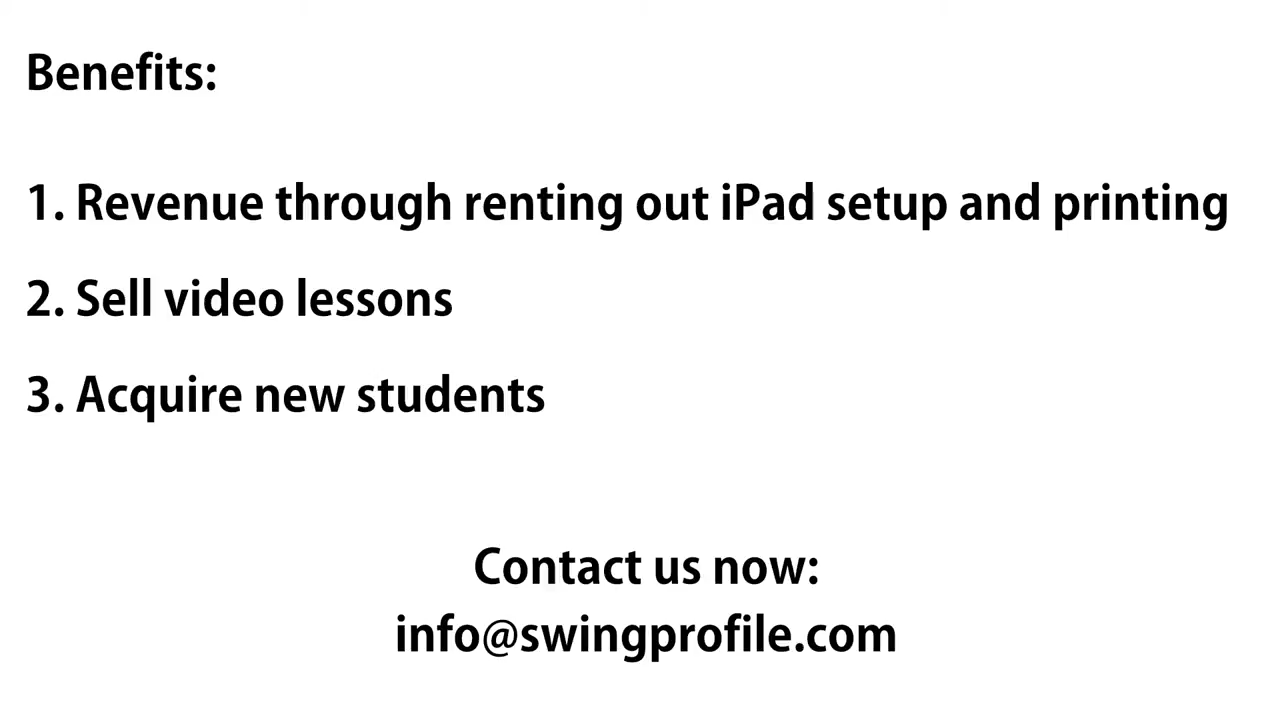 Benefits:
1. Revenue through renting out iPad setup and printing
2. Sell video lessons
3. Acquire new students
Contact us now:
info@swingprofile.com